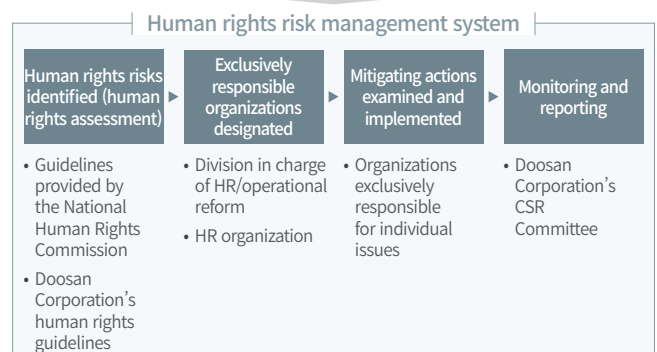 Human rights risk management system
Human rights risks
identified (human
rights assessment)
Exclusively
responsible
organizations
designated
Mitigating actions
examined and
implemented
Monitoring and
reporting
• Guidelines
provided by
the National
Human Rights
Commission
• Doosan
Corporation's
human rights
guidelines
• Division in charge
of HR/operational
reform
• HR organization
• Organizations
exclusively
responsible
for individual
issues
• Doosan
Corporation's
CSR
Committee